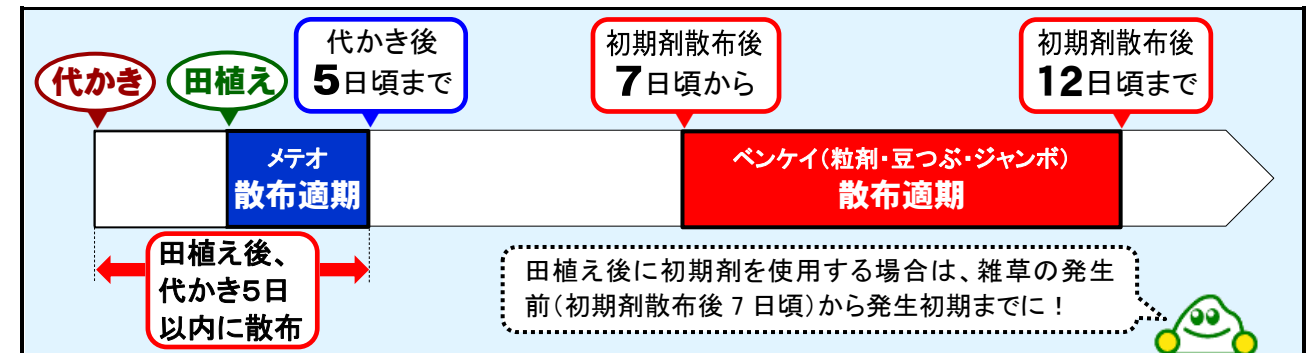 代かき
田植え
代かき後
5日頃まで
初期剤散布後
7日頃から
初期剤散布後
12日頃まで
メテオ
散布適期
ベンケイ(粒剤・豆つぶ・ジャンボ)
散布適期
田植え後、
代かき5日
以内に散布
田植え後に初期剤を使用する場合は、雑草の発生
前(初期剤散布後 7 日頃)から発生初期までに!